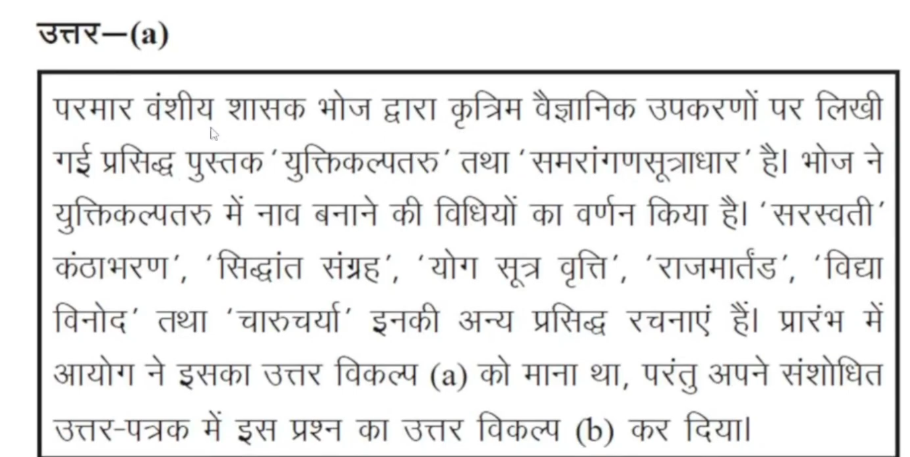 उत्तर—(a)
परमार वंशीय शासक भोज द्वारा कृत्रिम वैज्ञानिक उपकरणों पर लिखी
गई प्रसिद्ध पुस्तक ‘युक्तिकल्पतरु’ तथा ‘समरांगणसूत्राधार’ है। भोज ने
युक्तिकल्पतरु में नाव बनाने की विधियों का वर्णन किया है। ‘सरस्वती’
कंठाभरण’, ‘सिद्धांत संग्रह’, ‘योग सूत्र वृत्ति’, ‘राजमार्तंड’, ‘विद्या
विनोद’ तथा ‘चारुचर्या’ इनकी अन्य प्रसिद्ध रचनाएं हैं। प्रारंभ में
आयोग ने इसका उत्तर विकल्प (a) को माना था, परंतु अपने संशोधित
उत्तर-पत्रक में इस प्रश्न का उत्तर विकल्प (b) कर दिया।